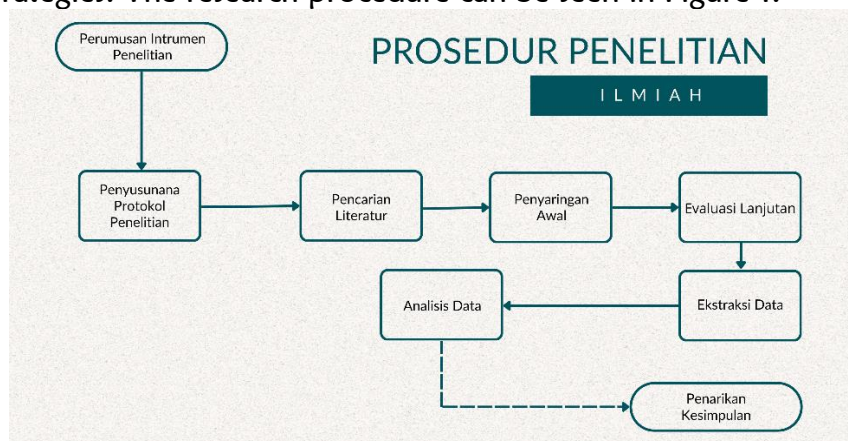 The research procedure can be seen in Figure 1.
PROSEDUR PENELITIAN
ILMIAH
Perumusan Intrumen
Penelitian
Penyusunana
Protokol
Penelitian
Pencarian
Literatur
Penyaringan
Awal
Evaluasi Lanjutan
Ekstraksi Data
Analisis Data
Penarikan
Kesimpulan